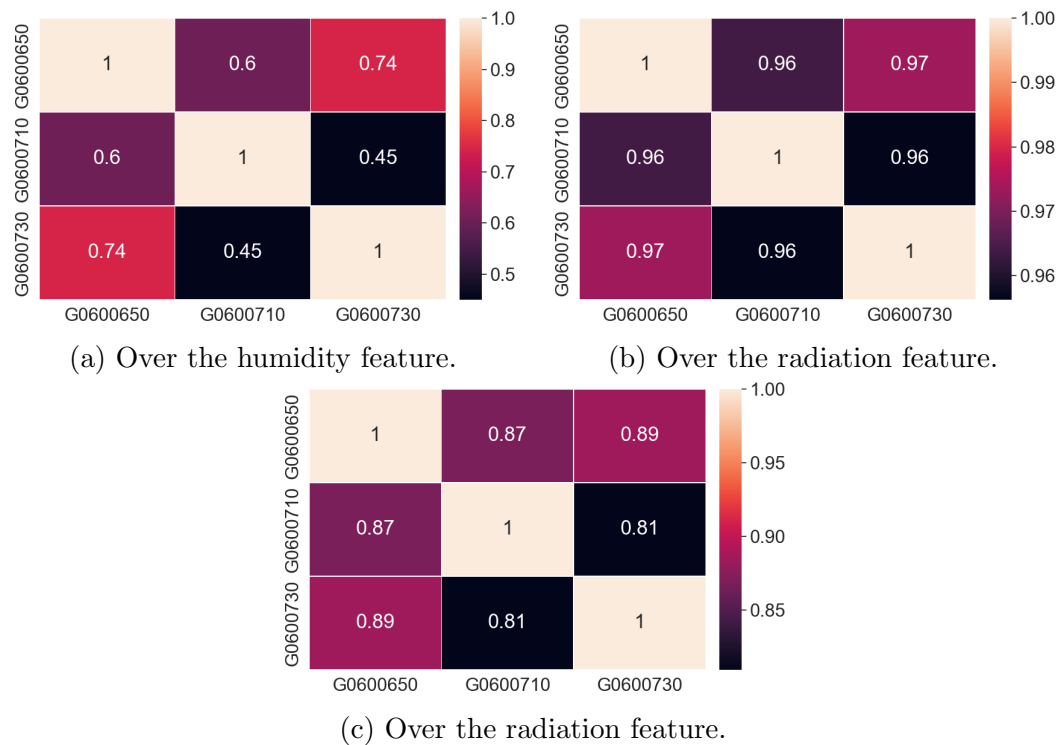 G0600650 1 0.6 0.74
G0600710 0.6 1 0.45
G0600730 0.74 0.45 1
G0600650 G0600710 G0600730
1.0
0.9
0.8
0.7
0.6
0.5
(a) Over the humidity feature.
G0600650 1 0.96 0.97
G0600710 0.96 1 0.96
G0600730 0.97 0.96 1
G0600650 G0600710 G0600730
1.00
0.99
0.98
0.97
0.96
(b) Over the radiation feature.
G0600650 1 0.87 0.89
G0600710 0.87 1 0.81
G0600730 0.89 0.81 1
G0600650 G0600710 G0600730
1.00
0.95
0.90
0.85
(c) Over the radiation feature.